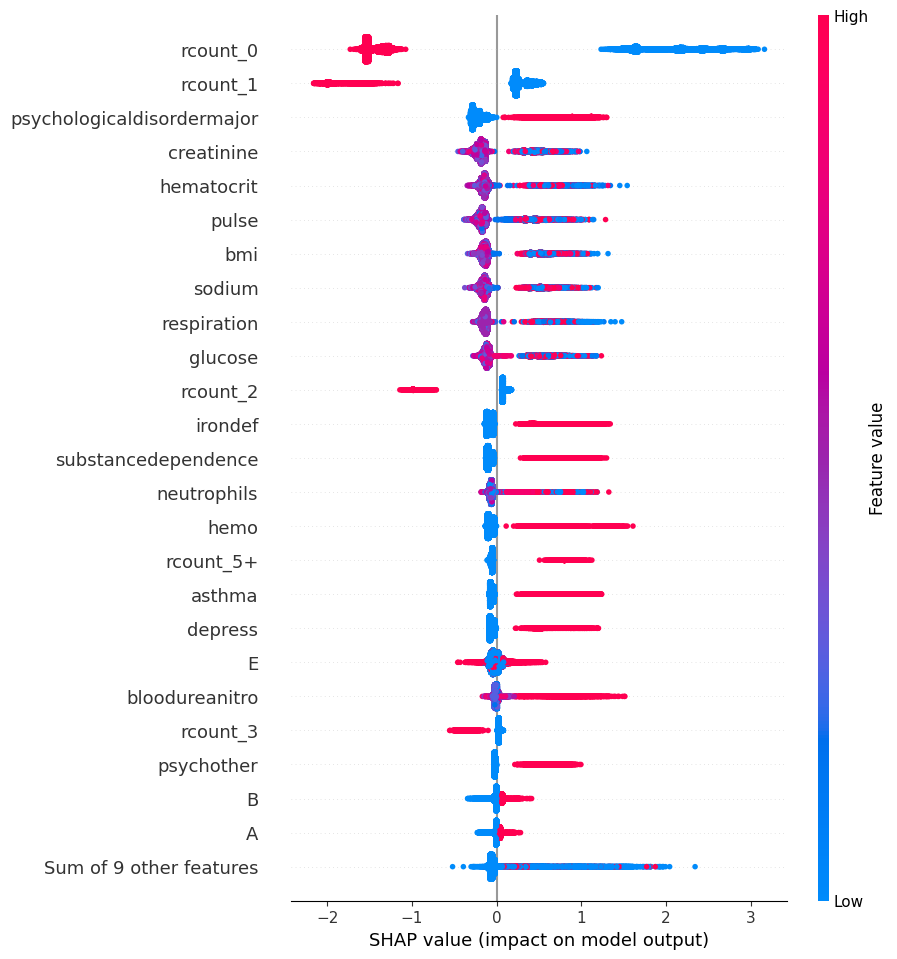 High
rcount_0
rcount_1
psychologicaldisordermajor
creatinine
hematocrit
pulse
bmi
sodium
respiration
glucose
rcount_2
irondef
substancedependence
neutrophils
hemo
rcount_5+
asthma
depress
E
bloodureanitro
rcount_3
psychother
B
A
Sum of 9 other features
Feature value
Low
−2 −1 0 1 2 3
SHAP value (impact on model output)